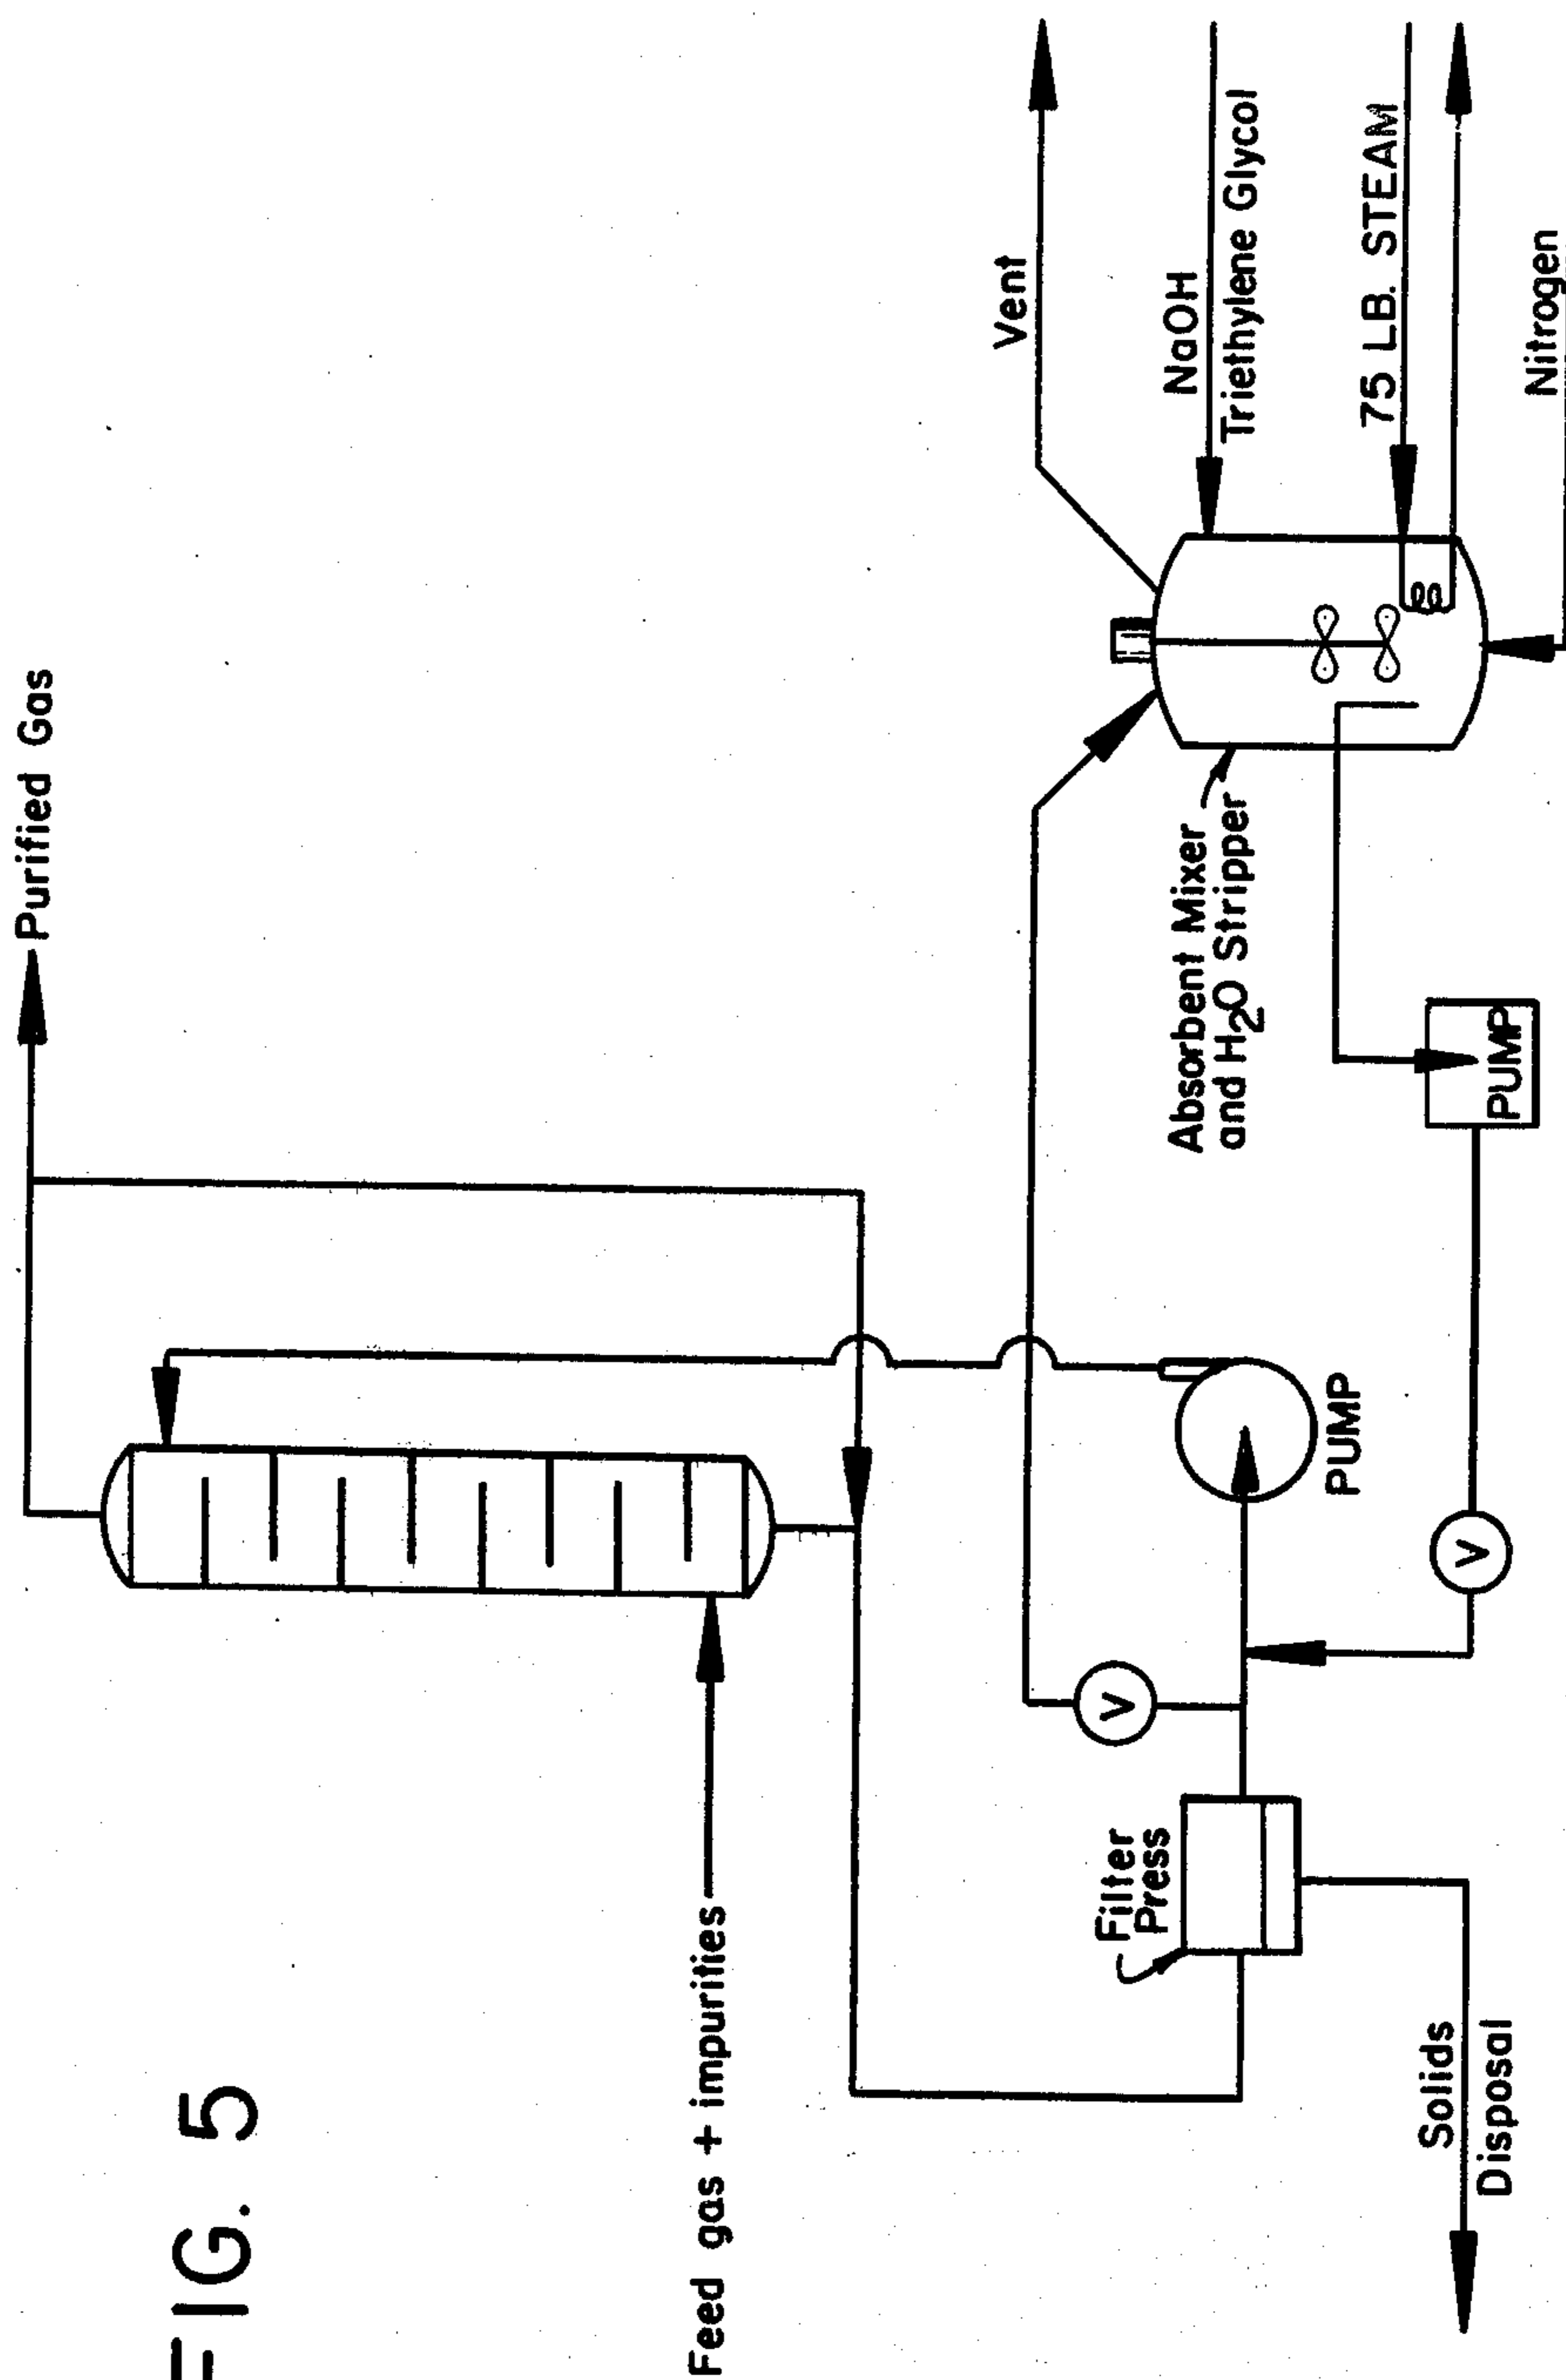 FIG. 5
Purified Gas
Feed gas + impurities
Vent
NaOH
Triethylene Glycol
75 LB. STEAM
Nitrogen
Absorbent Mixer
and H2O Stripper
PUMP
PUMP
V
V
Filter
Press
Solids
Disposal